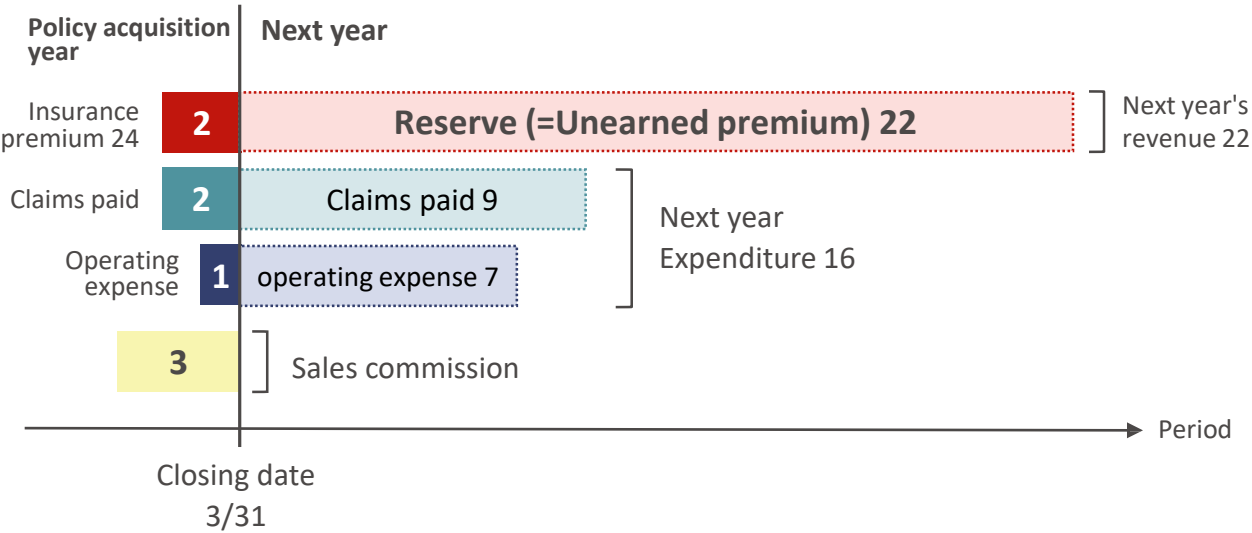 Policy acquisition
year
Next year
Insurance
premium 24
2
Reserve (=Unearned premium) 22
Next year's
revenue 22
Claims paid
2
Claims paid 9
Next year
Expenditure 16
Operating
expense
1
operating expense 7
3
Sales commission
Period
Closing date
3/31